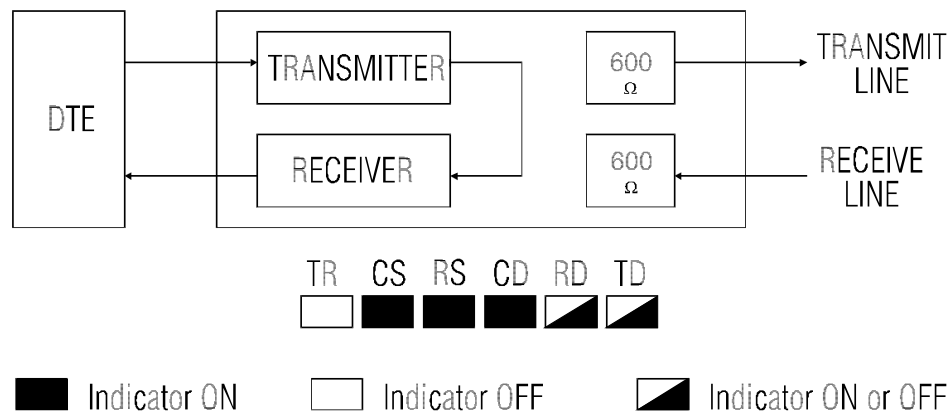 DTE
TRANSMITTER
RECEIVER
600
Ω
600
Ω
TRANSMIT
LINE
RECEIVE
LINE
TR CS RS CD RD TD
Indicator ON Indicator OFF Indicator ON or OFF